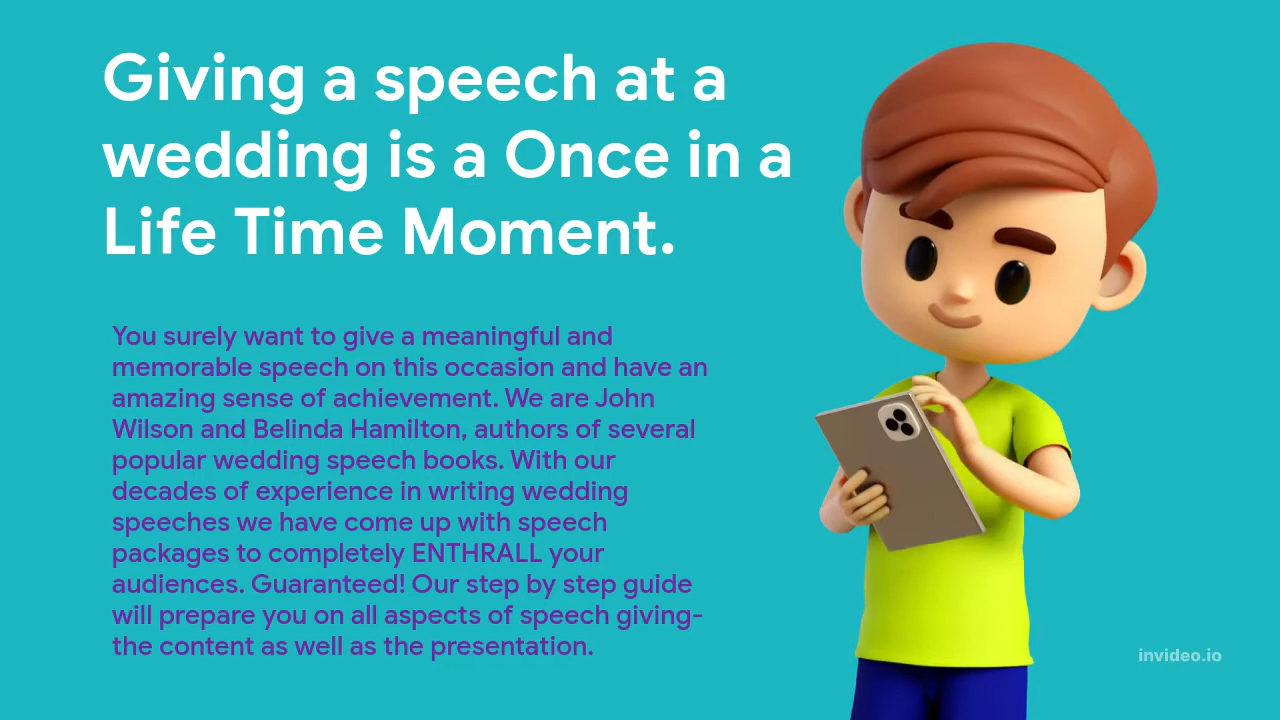 Giving a speech at a
wedding is a Once in a
Life Time Moment.
You surely want to give a meaningful and
memorable speech on this occasion and have an
amazing sense of achievement. We are John
Wilson and Belinda Hamilton, authors of several
popular wedding speech books. With our
decades of experience in writing wedding
speeches we have come up with speech
packages to completely ENTHRALL your
audiences. Guaranteed! Our step by step guide
will prepare you on all aspects of speech giving-
the content as well as the presentation.
invideo.io